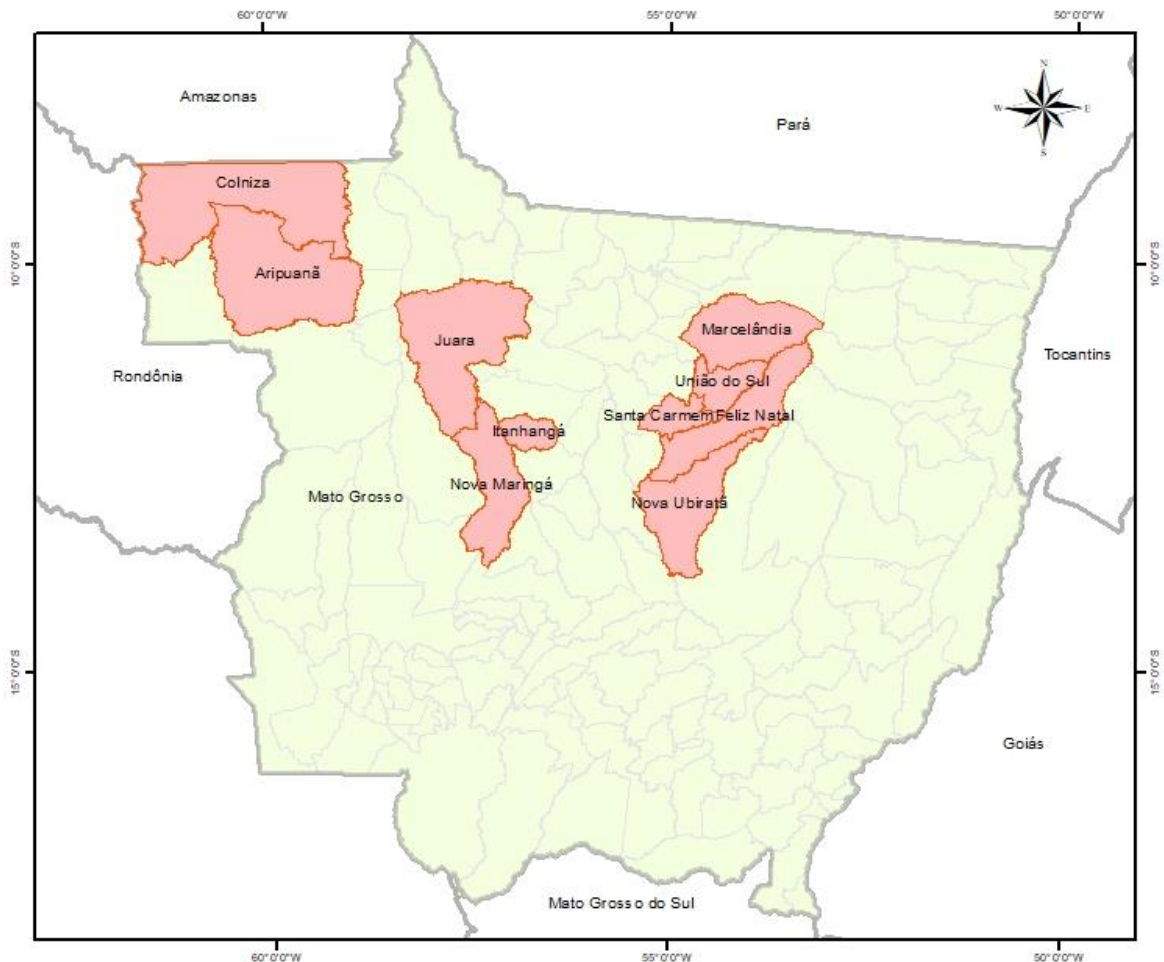 60°0'0"W
55°0'0"W
50°0'0"W
N
W
E
S
Amazonas
Pará
Colniza
10°0'0"S
10°0'0"S
Aripuanã
Marcelândia
Juara
Tocantins
Rondônia
União do Sul
Santa Carmem
Feliz Natal
Itanhangá
Nova Maringá
Mato Grosso
Nova Ubiratã
15°0'0"S
15°0'0"S
Goiás
Mato Grosso do Sul
60°0'0"W
55°0'0"W
50°0'0"W